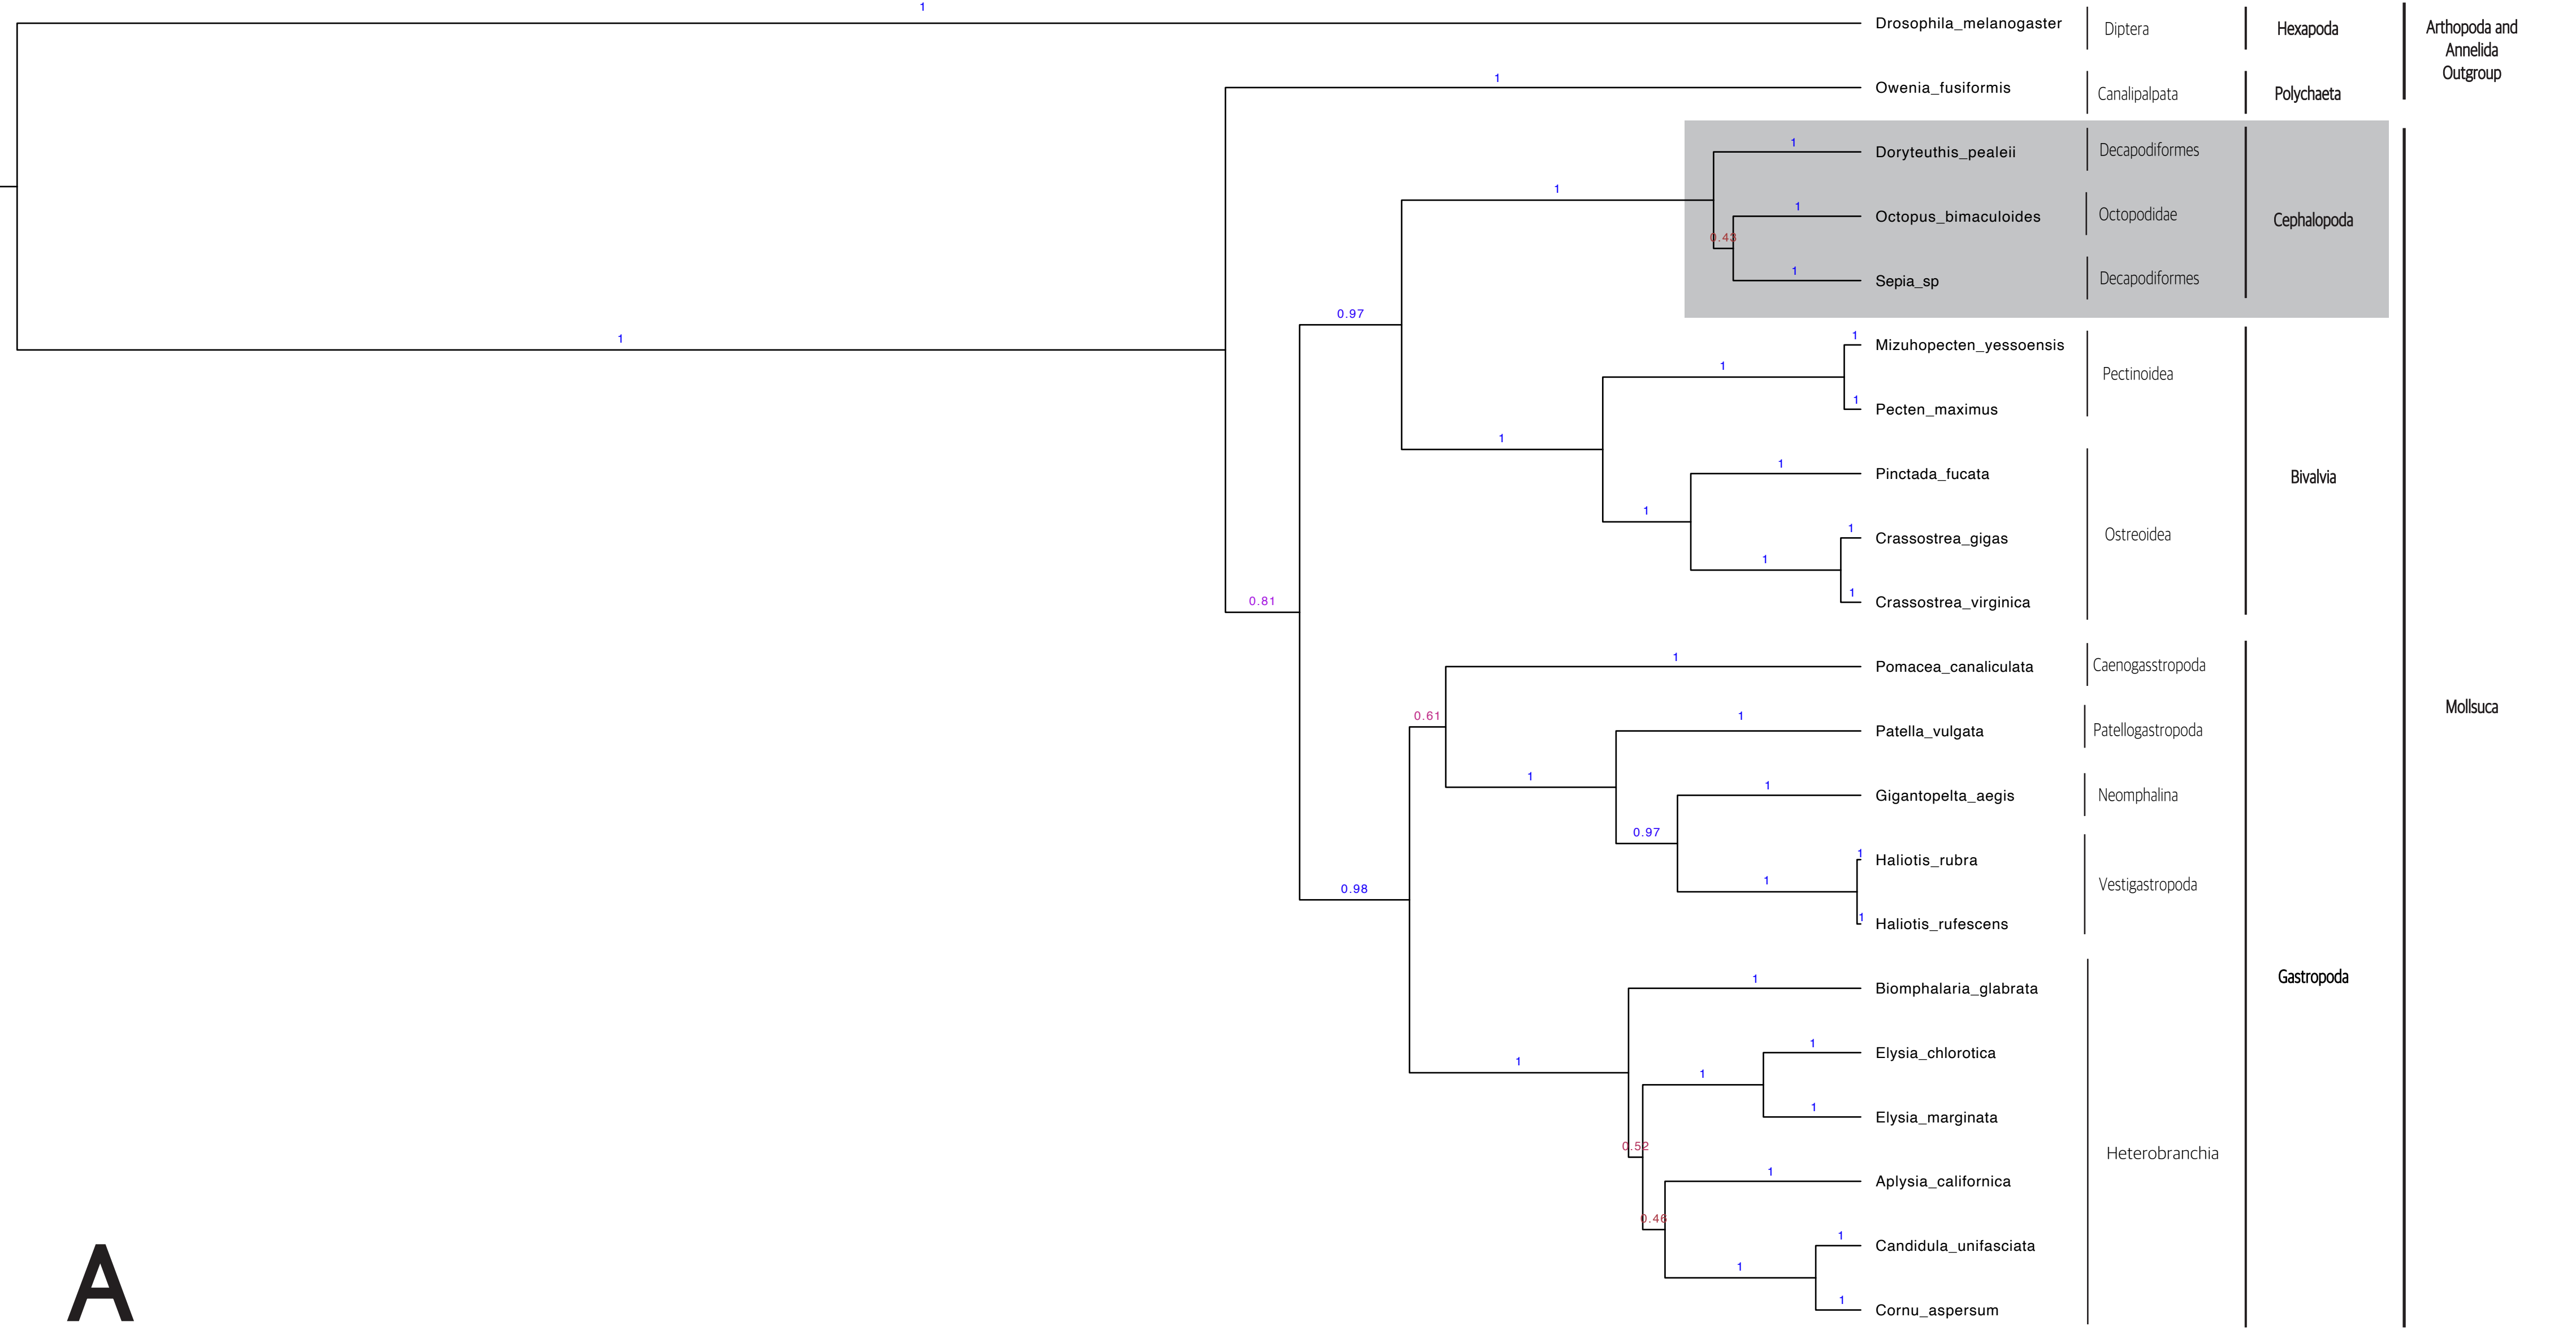 1
Drosophila_melanogaster
Diptera
Hexapoda
Arthopoda and
Annelida
Outgroup
1
Owenia_fusiformis
Canalipalpata
Polychaeta
1
Doryteuthis_pealeii
Decapodiformes
1
1
Octopus_bimaculoides
Octopodidae
Cephalopoda
0.43
1
Sepia_sp
Decapodiformes
0.97
1
1
Mizuhopecten_yessoensis
1
Pectinoidea
1
Pecten_maximus
1
1
Pinctada_fucata
Bivalvia
1
1
Crassostrea_gigas
Ostreoidea
1
1
Crassostrea_virginica
0.81
1
Pomacea_canaliculata
Caenogasstropoda
Mollsuca
0.61
1
Patella_vulgata
Patellogastropoda
1
1
Gigantopelta_aegis
Neomphalina
0.97
1
Haliotis_rubra
1
Vestigastropoda
0.98
1
Haliotis_rufescens
1
Biomphalaria_glabrata
Gastropoda
1
1
Elysia_chlorotica
1
1
Elysia_marginata
0.52
Heterobranchia
1
Aplysia_californica
0.46
1
Candidula_unifasciata
1
1
Cornu_aspersum
A